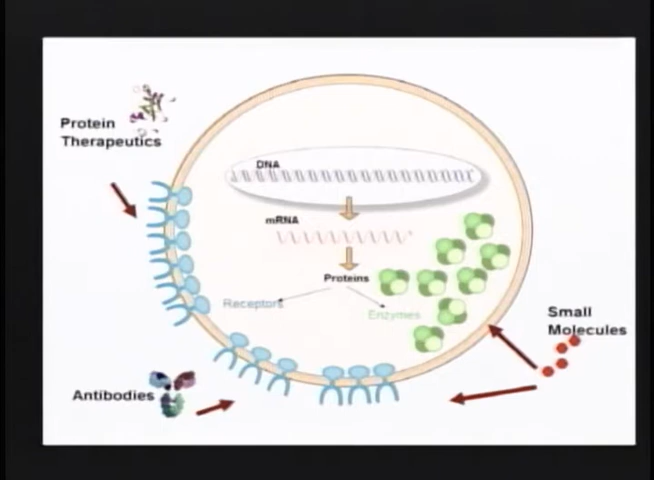 Protein
Therapeutics
DNA
mRNA
Proteins
Receptors
Enzymes
Small
Molecules
Antibodies